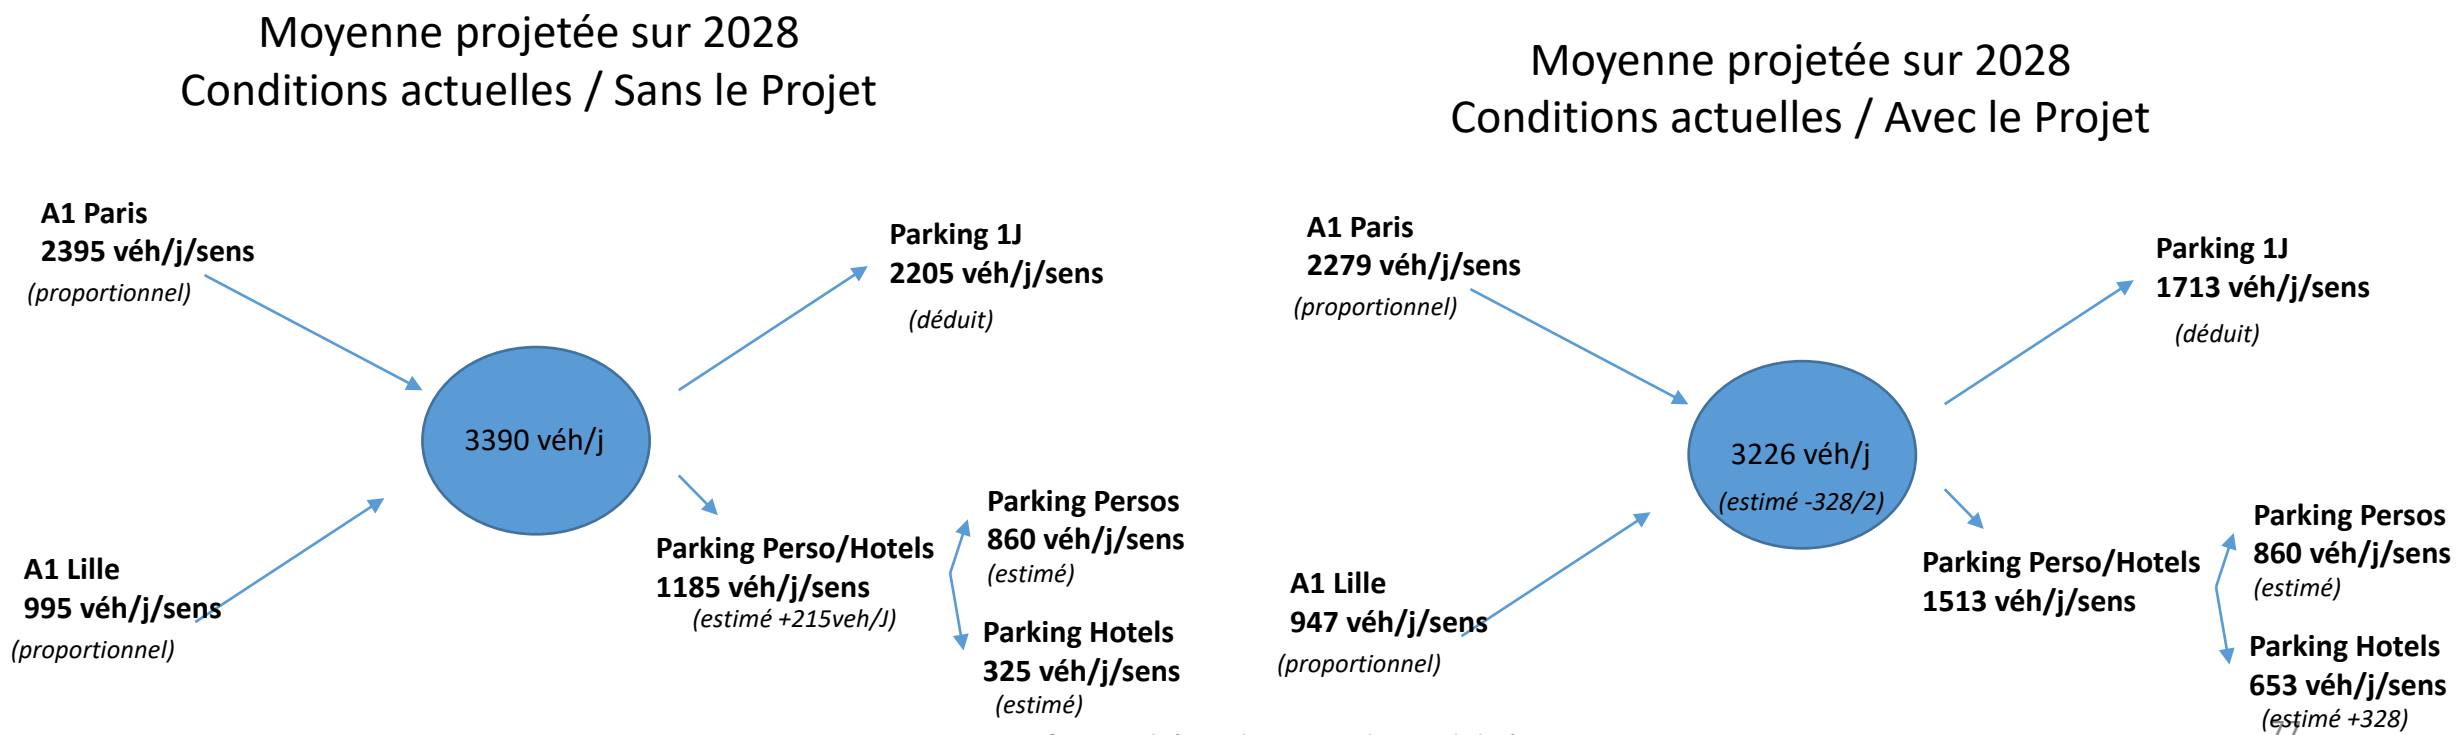 Moyenne projetée sur 2028
Conditions actuelles / Sans le Projet
A1 Paris
2395 véh/j/sens
(proportionnel)
Parking 1J
2205 véh/j/sens
(déduit)
3390 véh/j
A1 Lille
995 véh/j/sens
(proportionnel)
Parking Perso/Hotels
1185 véh/j/sens
(estimé +215veh/J)
Parking Persos
860 véh/j/sens
(estimé)
Parking Hotels
325 véh/j/sens
(estimé)
Moyenne projetée sur 2028
Conditions actuelles / Avec le Projet
A1 Paris
2279 véh/j/sens
(proportionnel)
Parking 1J
1713 véh/j/sens
(déduit)
3226 véh/j
(estimé -328/2)
A1 Lille
947 véh/j/sens
(proportionnel)
Parking Perso/Hotels
1513 véh/j/sens
Parking Persos
860 véh/j/sens
(estimé)
Parking Hotels
653 véh/j/sens
(estimé +328)